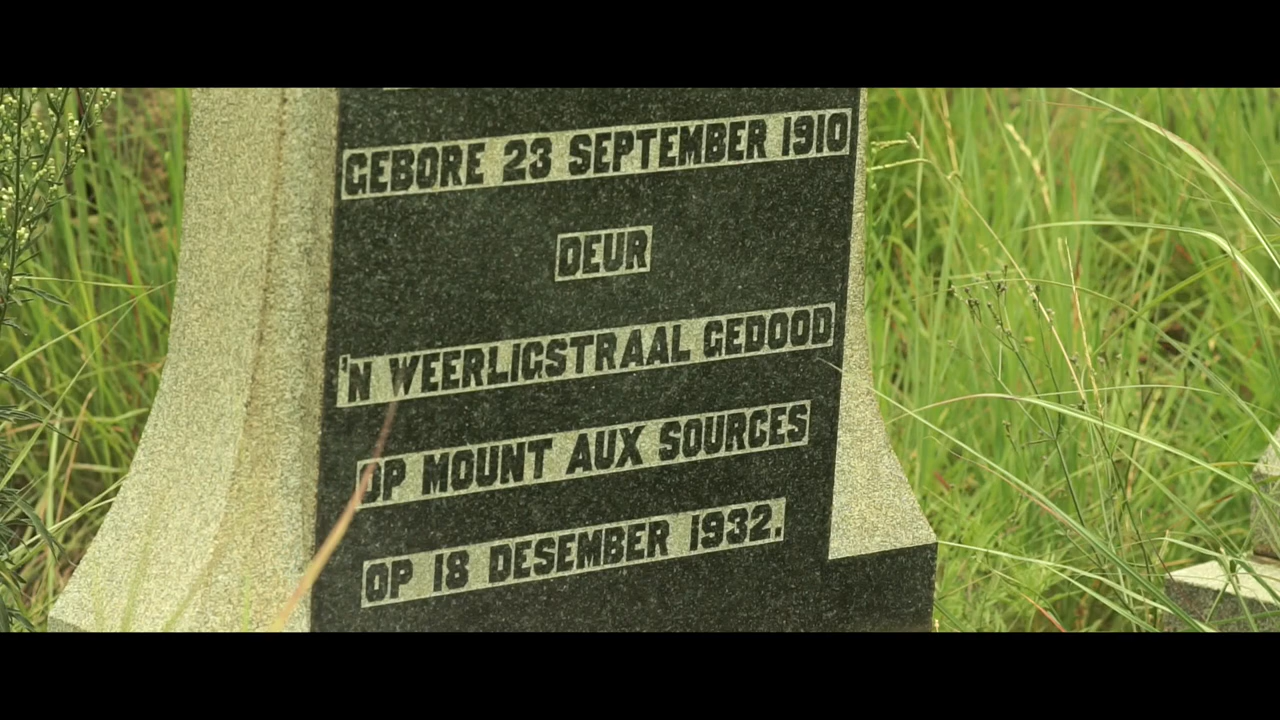 GEBORE 23 SEPTEMBER 1910
DEUR
'N WEERLIGSTRAAL GEDOOD
OP MOUNT AUX SOURCES
OP 18 DESEMBER 1932.